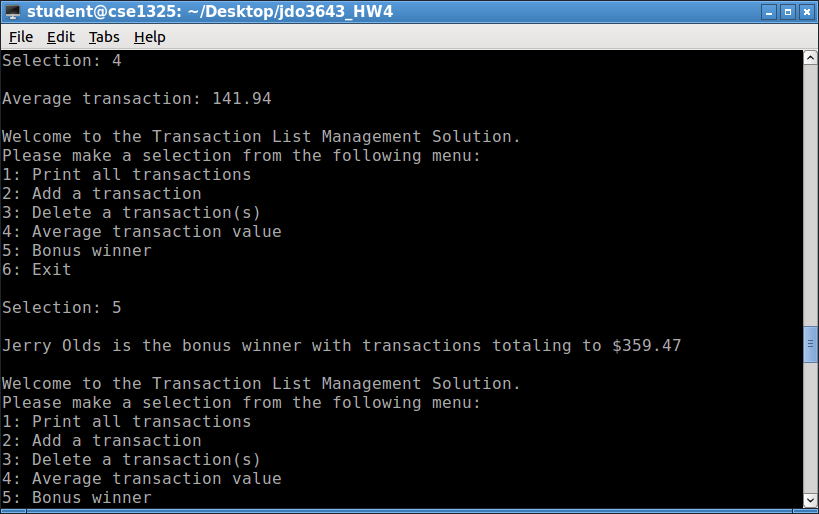 student@cse1325: ~/Desktop/jdo3643_HW4
File Edit Tabs Help
Selection: 4
Average transaction: 141.94
Welcome to the Transaction List Management Solution.
Please make a selection from the following menu:
1: Print all transactions
2: Add a transaction
3: Delete a transaction(s)
4: Average transaction value
5: Bonus winner
6: Exit
Selection: 5
Jerry Olds is the bonus winner with transactions totaling to $359.47
Welcome to the Transaction List Management Solution.
Please make a selection from the following menu:
1: Print all transactions
2: Add a transaction
3: Delete a transaction(s)
4: Average transaction value
5: Bonus winner